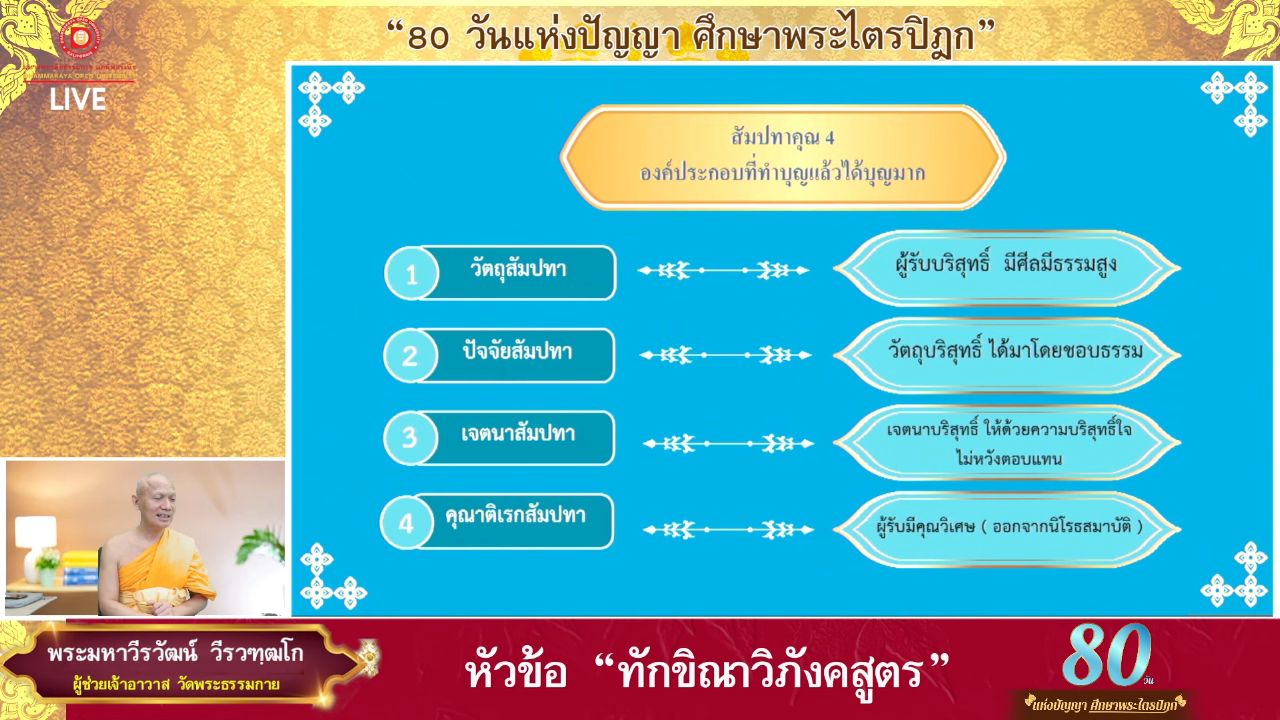 “80 วันแห่งปัญญา ศึกษาพระไตรปิฎก”
DHAMMAKAYA OPEN UNIVERSITY
LIVE
สัมปทาคุณ 4
องค์ประกอบที่ทำบุญแล้วได้บุญมาก
1 วัตถุสัมปทา ผู้รับบริสุทธิ์ มีศีลมีธรรมสูง
2 ปัจจัยสัมปทา วัตถุบริสุทธิ์ ได้มาโดยชอบธรรม
3 เจตนาสัมปทา เจตนาบริสุทธิ์ ให้ด้วยความบริสุทธิ์ใจ
ไม่หวังตอบแทน
4 คุณาติเรกสัมปทา ผู้รับมีคุณวิเศษ ( ออกจากนิโรธสมาบัติ )
พระมหาวีรวัฒน์ วีรวฑฺฒโก
ผู้ช่วยเจ้าอาวาส วัดพระธรรมกาย
หัวข้อ “ทักขิณาวิภังคสูตร”
80 วัน
แห่งปัญญา ศึกษาพระไตรปิฎก